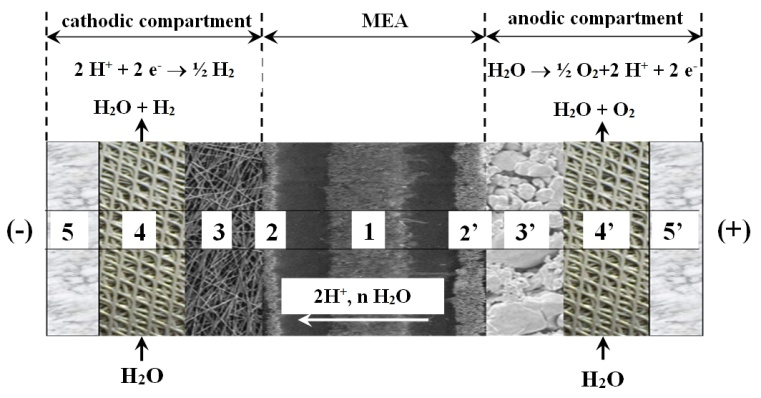 cathodic compartment
MEA
anodic compartment
2 H⁺ + 2 e⁻ → ½ H₂
H₂O → ½ O₂+2 H⁺ + 2 e⁻
H₂O + H₂
H₂O + O₂
(-) 5 4 3 2 1 2’ 3’ 4’ 5’ (+)
2H⁺, n H₂O
H₂O
H₂O